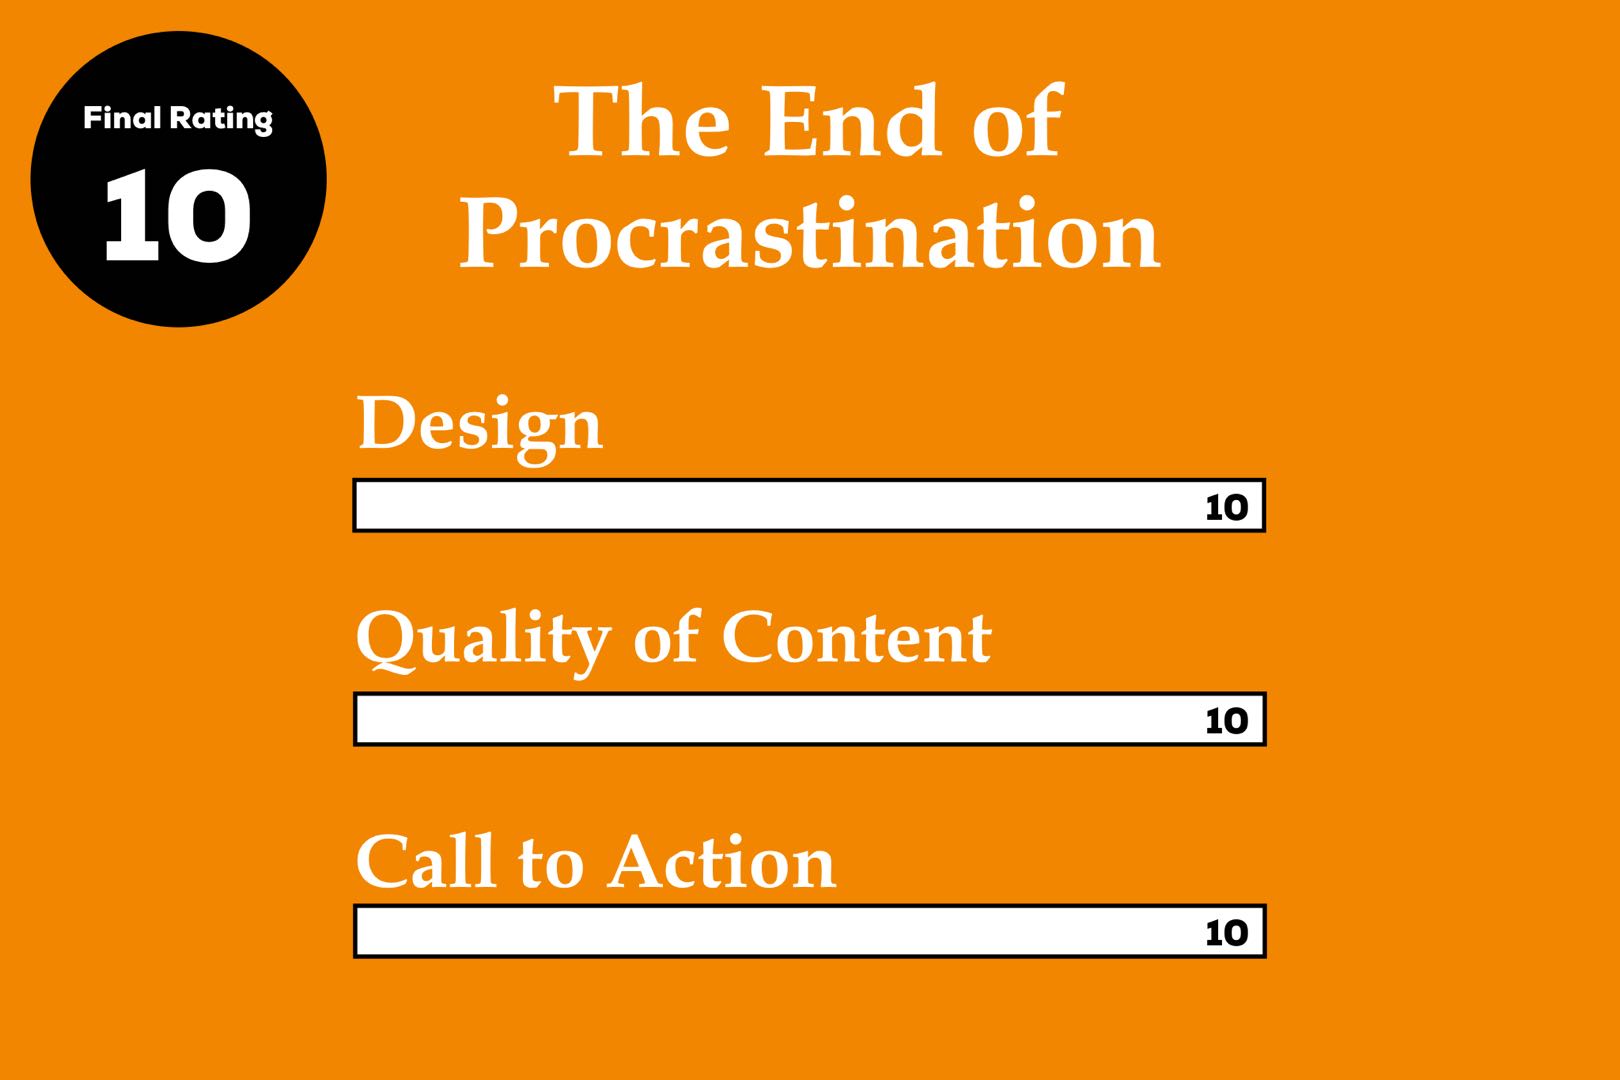 Final Rating
10
The End of
Procrastination
Design
10
Quality of Content
10
Call to Action
10